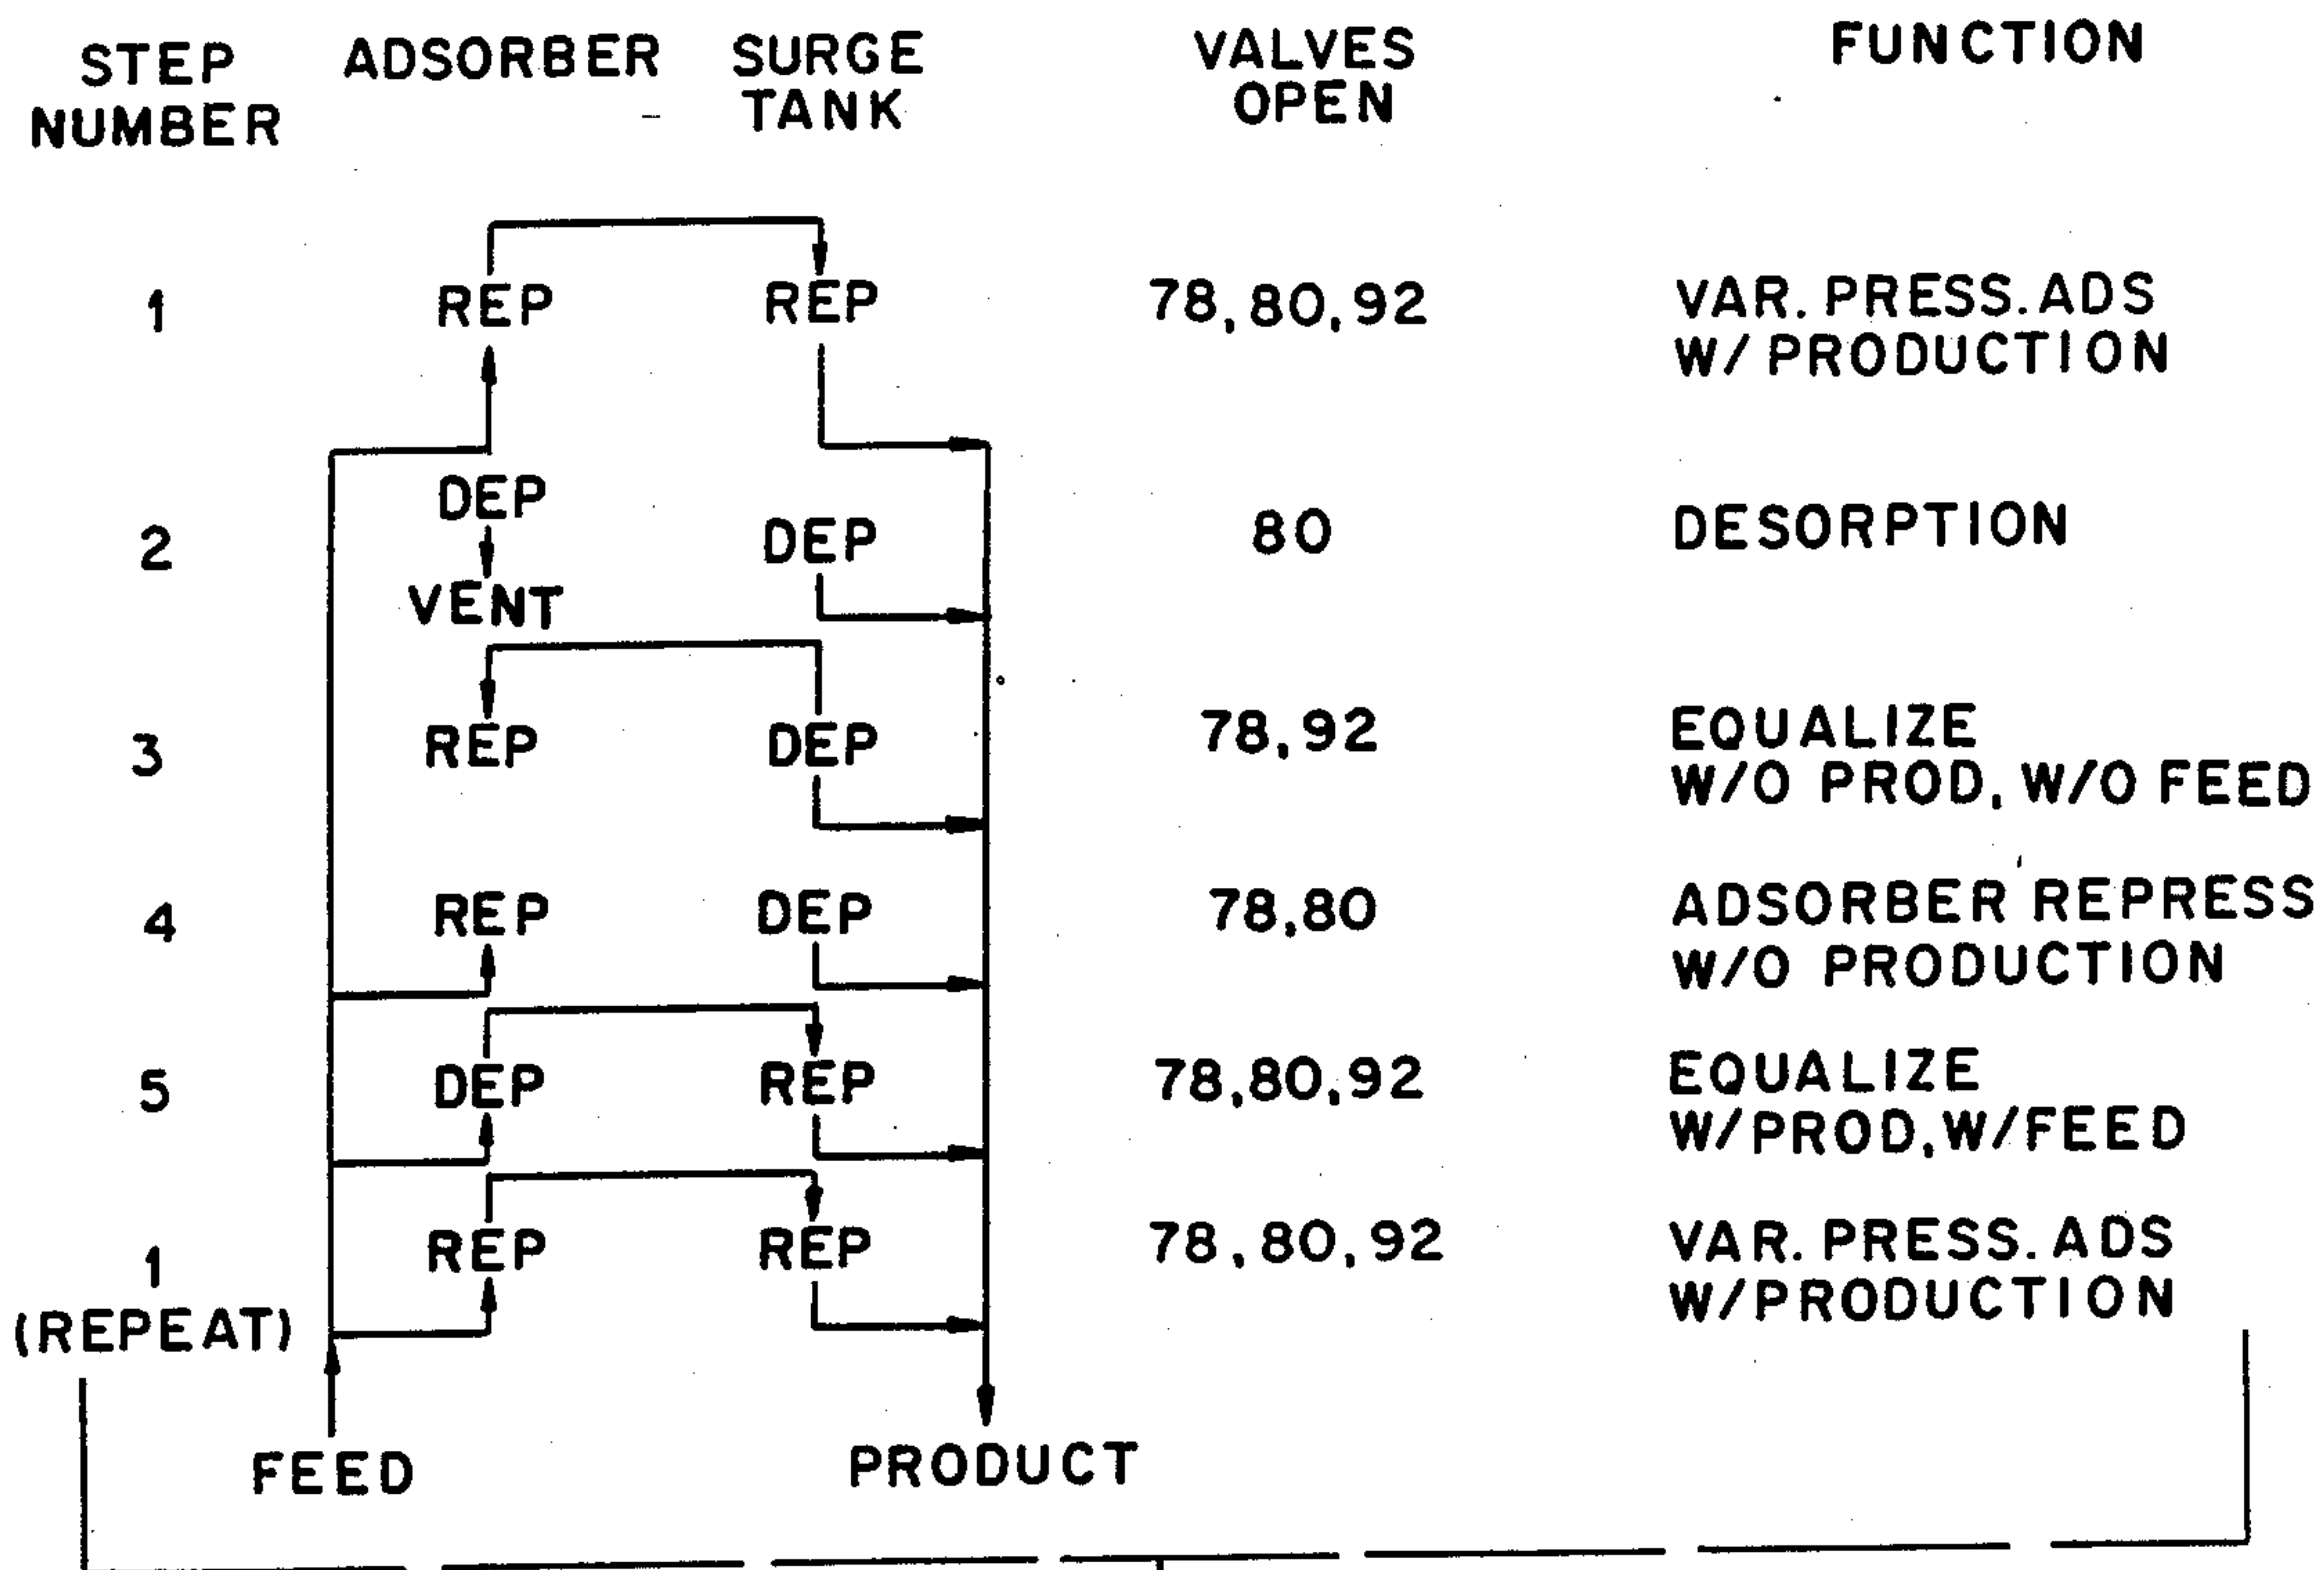 STEP NUMBER ADSORBER SURGE TANK VALVES OPEN FUNCTION
1 REP REP 78,80,92 VAR. PRESS. ADS
W/ PRODUCTION
2 DEP DEP 80 DESORPTION
VENT
3 REP DEP 78,92 EQUALIZE
W/O PROD, W/O FEED
4 REP DEP 78,80 ADSORBER REPRESS
W/O PRODUCTION
5 DEP REP 78,80,92 EQUALIZE
W/PROD, W/FEED
1 REP REP 78,80,92 VAR. PRESS. ADS
(REPEAT) W/PRODUCTION
FEED PRODUCT